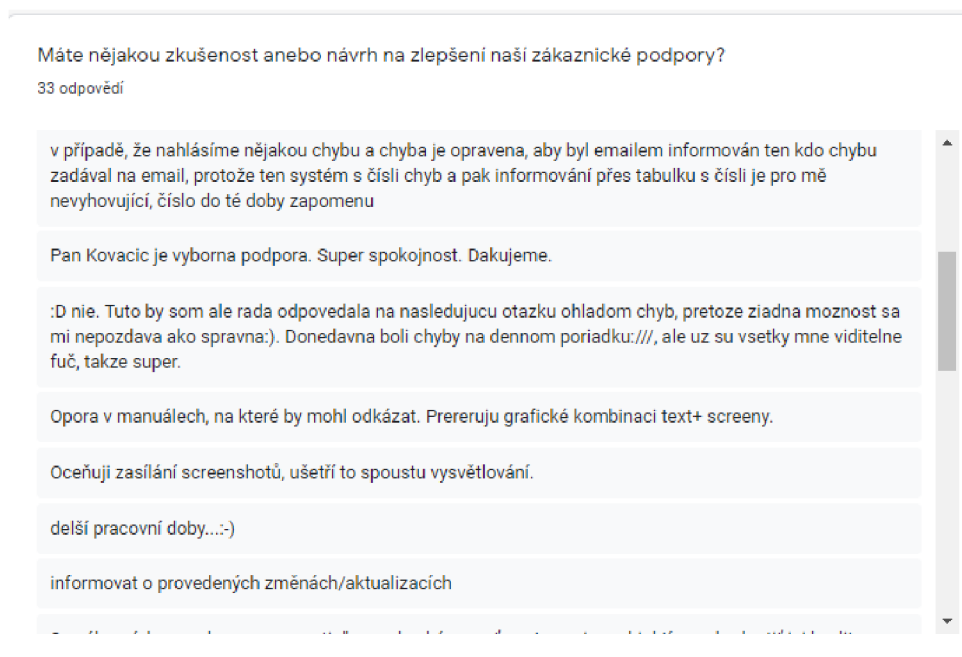 Máte nějakou zkušenost anebo návrh na zlepšení naší zákaznické podpory?
33 odpovědí
v případě, že nahlásíme nějakou chybu a chyba je opravena, aby byl emailem informován ten kdo chybu
zadával na email, protože ten systém s čísli chyb a pak informování přes tabulku s čísli je pro mě
nevyhovující, číslo do té doby zapomenu
Pan Kovacic je vyborna podpora. Super spokojnost. Dakujeme.
:D nie. Tuto by som ale rada odpovedala na nasledujucu otazku ohladom chyb, pretoze ziadna moznost sa
mi nepozdava ako spravna:). Donedavna boli chyby na dennom poriadku:///, ale uz su vsetky mne viditelne
fuč, takze super.
Opora v manuálech, na které by mohl odkázat. Prereruju grafické kombinaci text+ screeny.
Oceňuji zasílání screenshotů, ušetří to spoustu vysvětlování.
delší pracovní doby...:-)
informovat o provedených změnách/aktualizacích